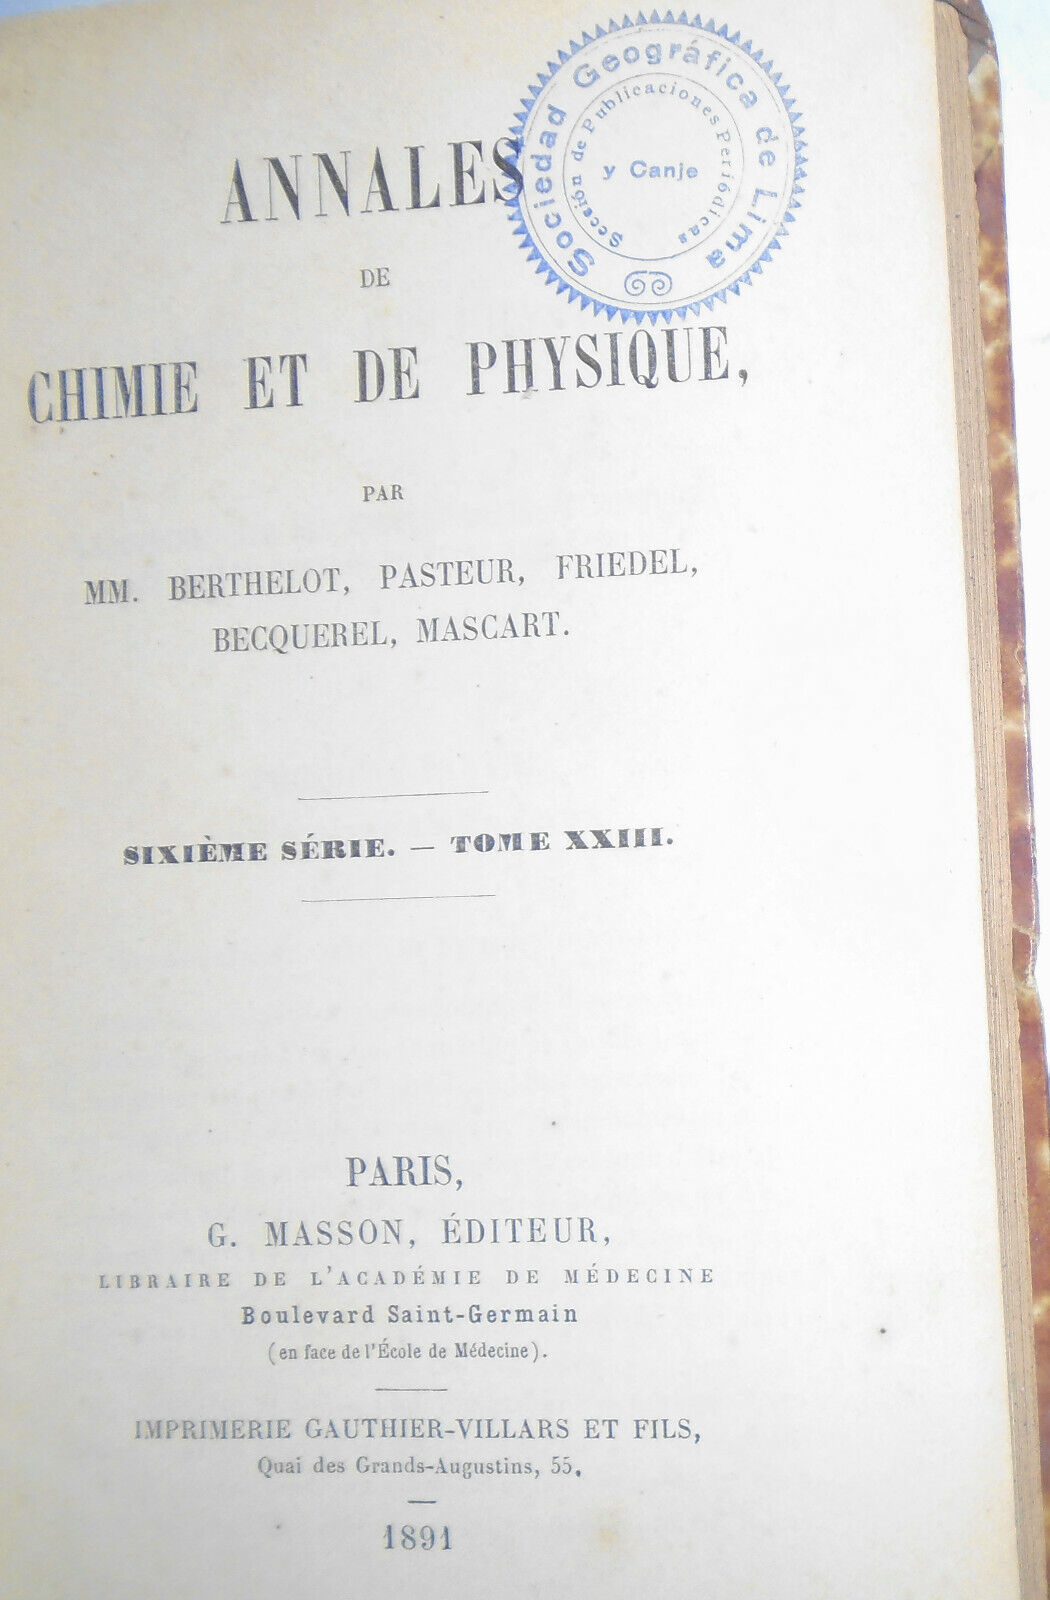 ANNALES
DE
CHIMIE ET DE PHYSIQUE,
PAR
MM. BERTHELOT, PASTEUR, FRIEDEL,
BECQUEREL, MASCART.
SIXIÈME SÉRIE. — TOME XXIII.
PARIS,
G. MASSON, ÉDITEUR,
LIBRAIRE DE L'ACADÉMIE DE MÉDECINE
Boulevard Saint-Germain
(en face de l'École de Médecine).
IMPRIMERIE GAUTHIER-VILLARS ET FILS,
Quai des Grands-Augustins, 55.
1891
Sociedad Geográfica de Lima
Sección de Publicaciones Periódicas
y Canje